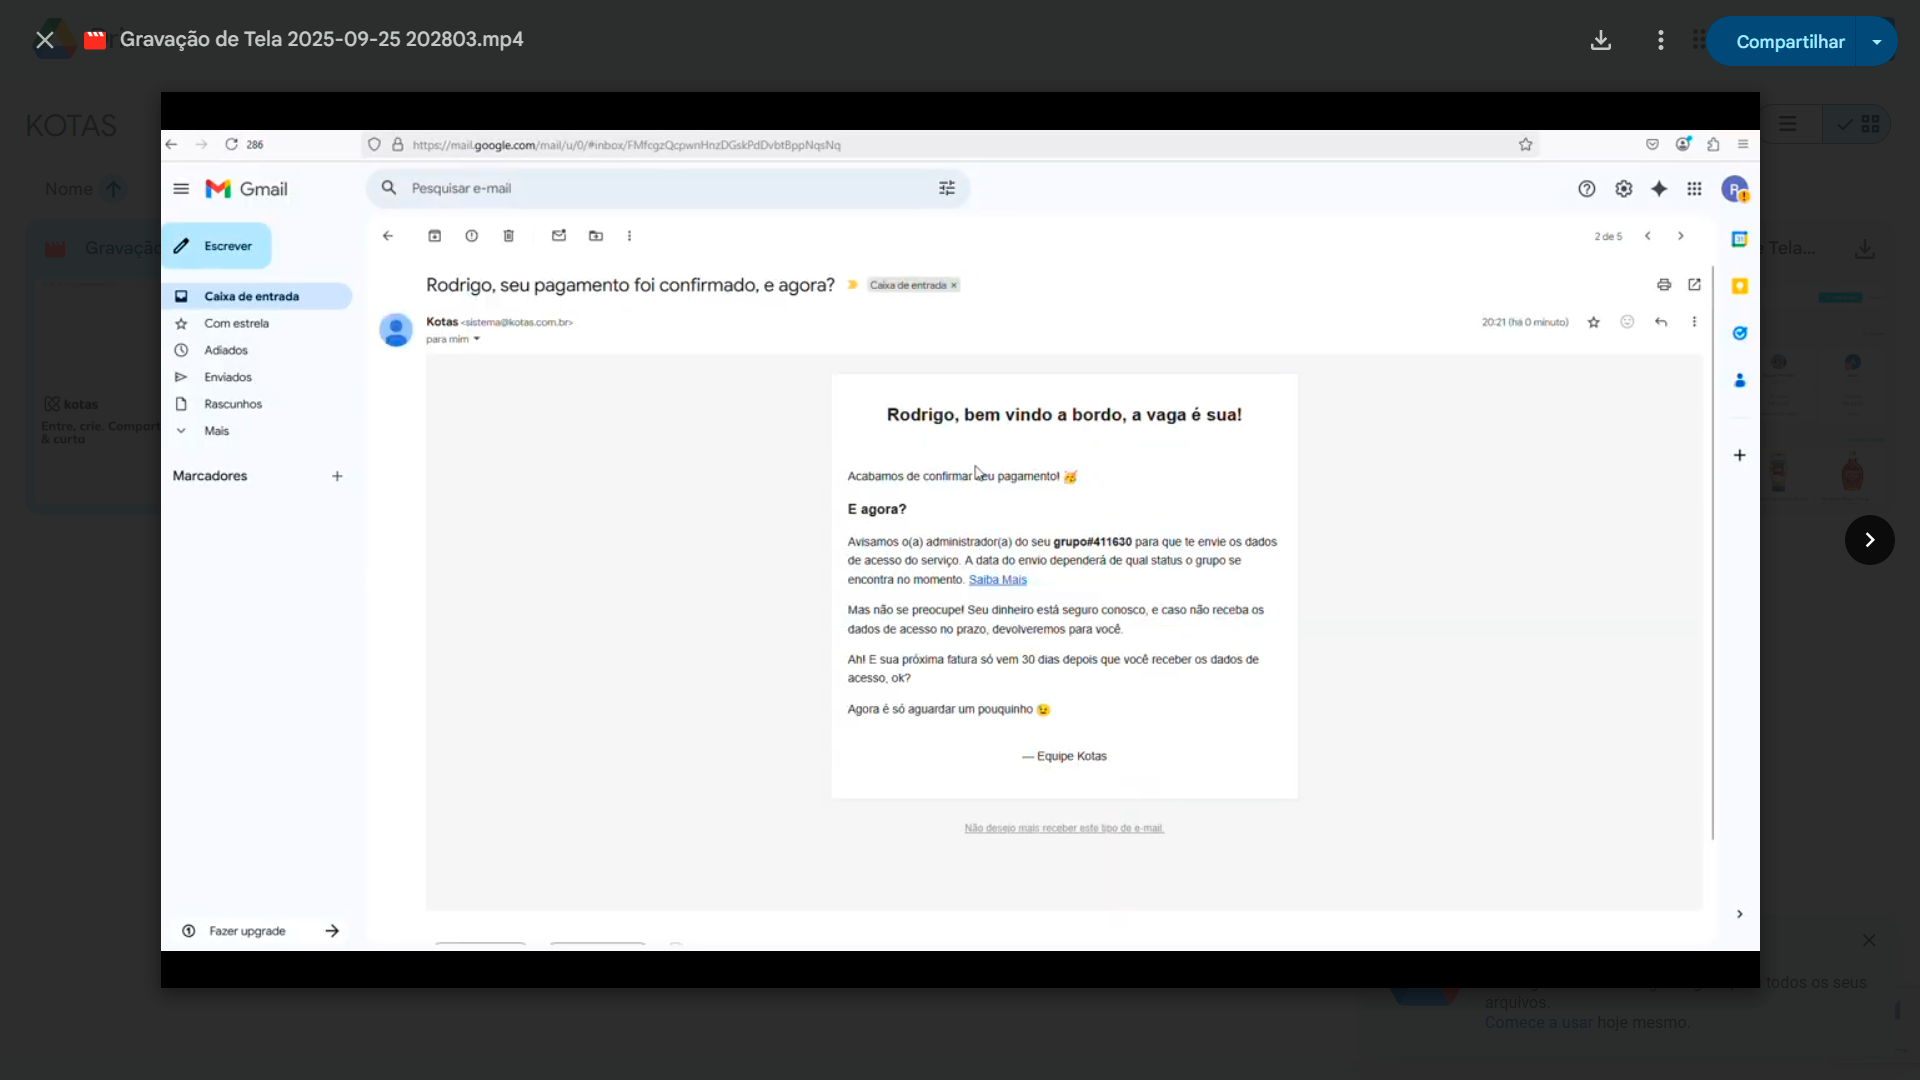 Gravação de Tela 2025-09-25 202803.mp4
Compartilhar
KOTAS
Nome
286
https://mail.google.com/mail/u/0/#inbox/FMfcgzQcpwnHnzDGskPdDvbtBppNqsNq
Gmail
Pesquisar e-mail
Escrever
2 de 5
Gravação
Tela...
Rodrigo, seu pagamento foi confirmado, e agora?
Caixa de entrada ×
Caixa de entrada
Com estrela
Adiados
Enviados
Rascunhos
Mais
Marcadores
Kotas <sistema@kotas.com.br>
20:21 (há 0 minuto)
para mim
kotas
Entre, crie. Compart
& curta
Rodrigo, bem vindo a bordo, a vaga é sua!
Acabamos de confirmar seu pagamento! 🥳
E agora?
Avisamos o(a) administrador(a) do seu grupo#411630 para que te envie os dados
de acesso do serviço. A data do envio dependerá de qual status o grupo se
encontra no momento. Saiba Mais
Mas não se preocupe! Seu dinheiro está seguro conosco, e caso não receba os
dados de acesso no prazo, devolveremos para você.
Ah! E sua próxima fatura só vem 30 dias depois que você receber os dados de
acesso, ok?
Agora é só aguardar um pouquinho 😉
— Equipe Kotas
Não desejo mais receber este tipo de e-mail.
Fazer upgrade
todos os seus
arquivos.
Comece a usar hoje mesmo.